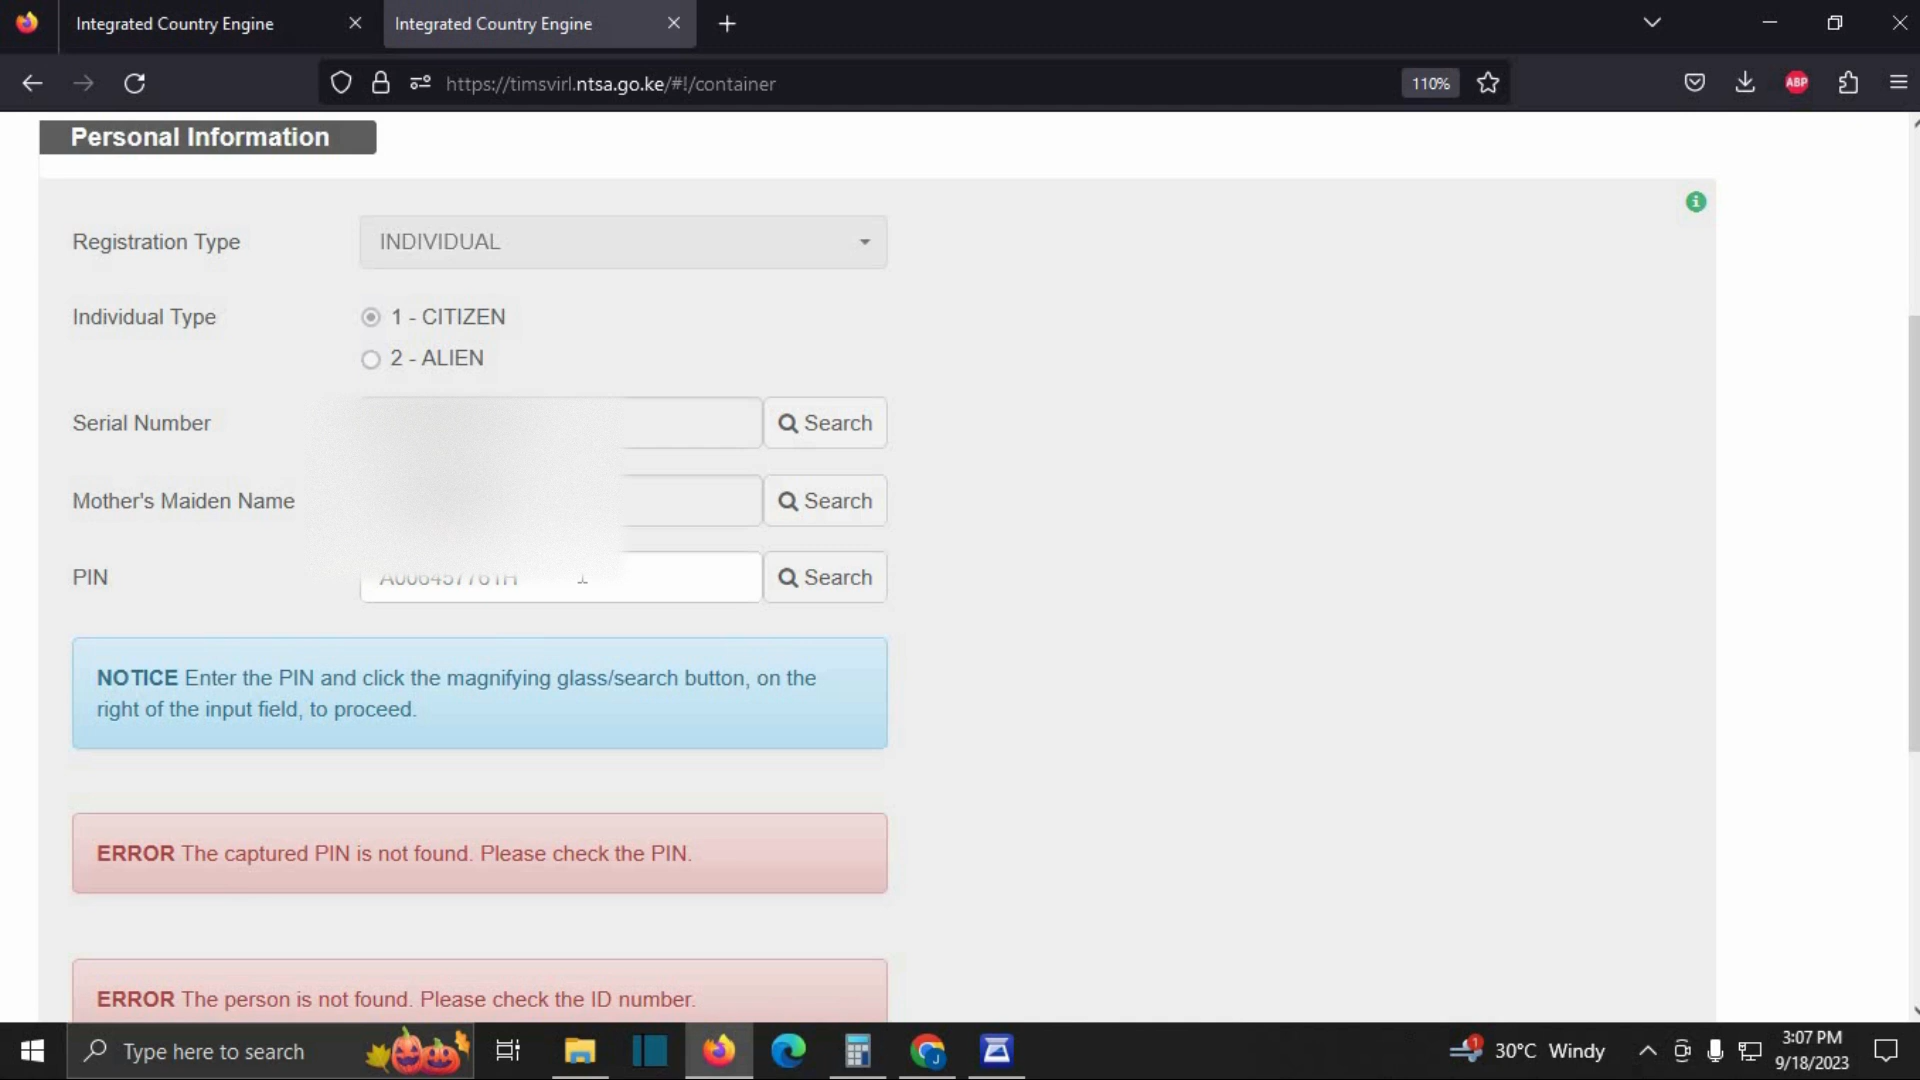 Integrated Country Engine
Integrated Country Engine
https://timsvirl.ntsa.go.ke/#!/container
110%
ABP
Personal Information
Registration Type
INDIVIDUAL
Individual Type
1 - CITIZEN
2 - ALIEN
Serial Number
Search
Mother's Maiden Name
Search
PIN
Search
NOTICE Enter the PIN and click the magnifying glass/search button, on the
right of the input field, to proceed.
ERROR The captured PIN is not found. Please check the PIN.
ERROR The person is not found. Please check the ID number.
Type here to search
1
30°C Windy
3:07 PM
9/18/2023